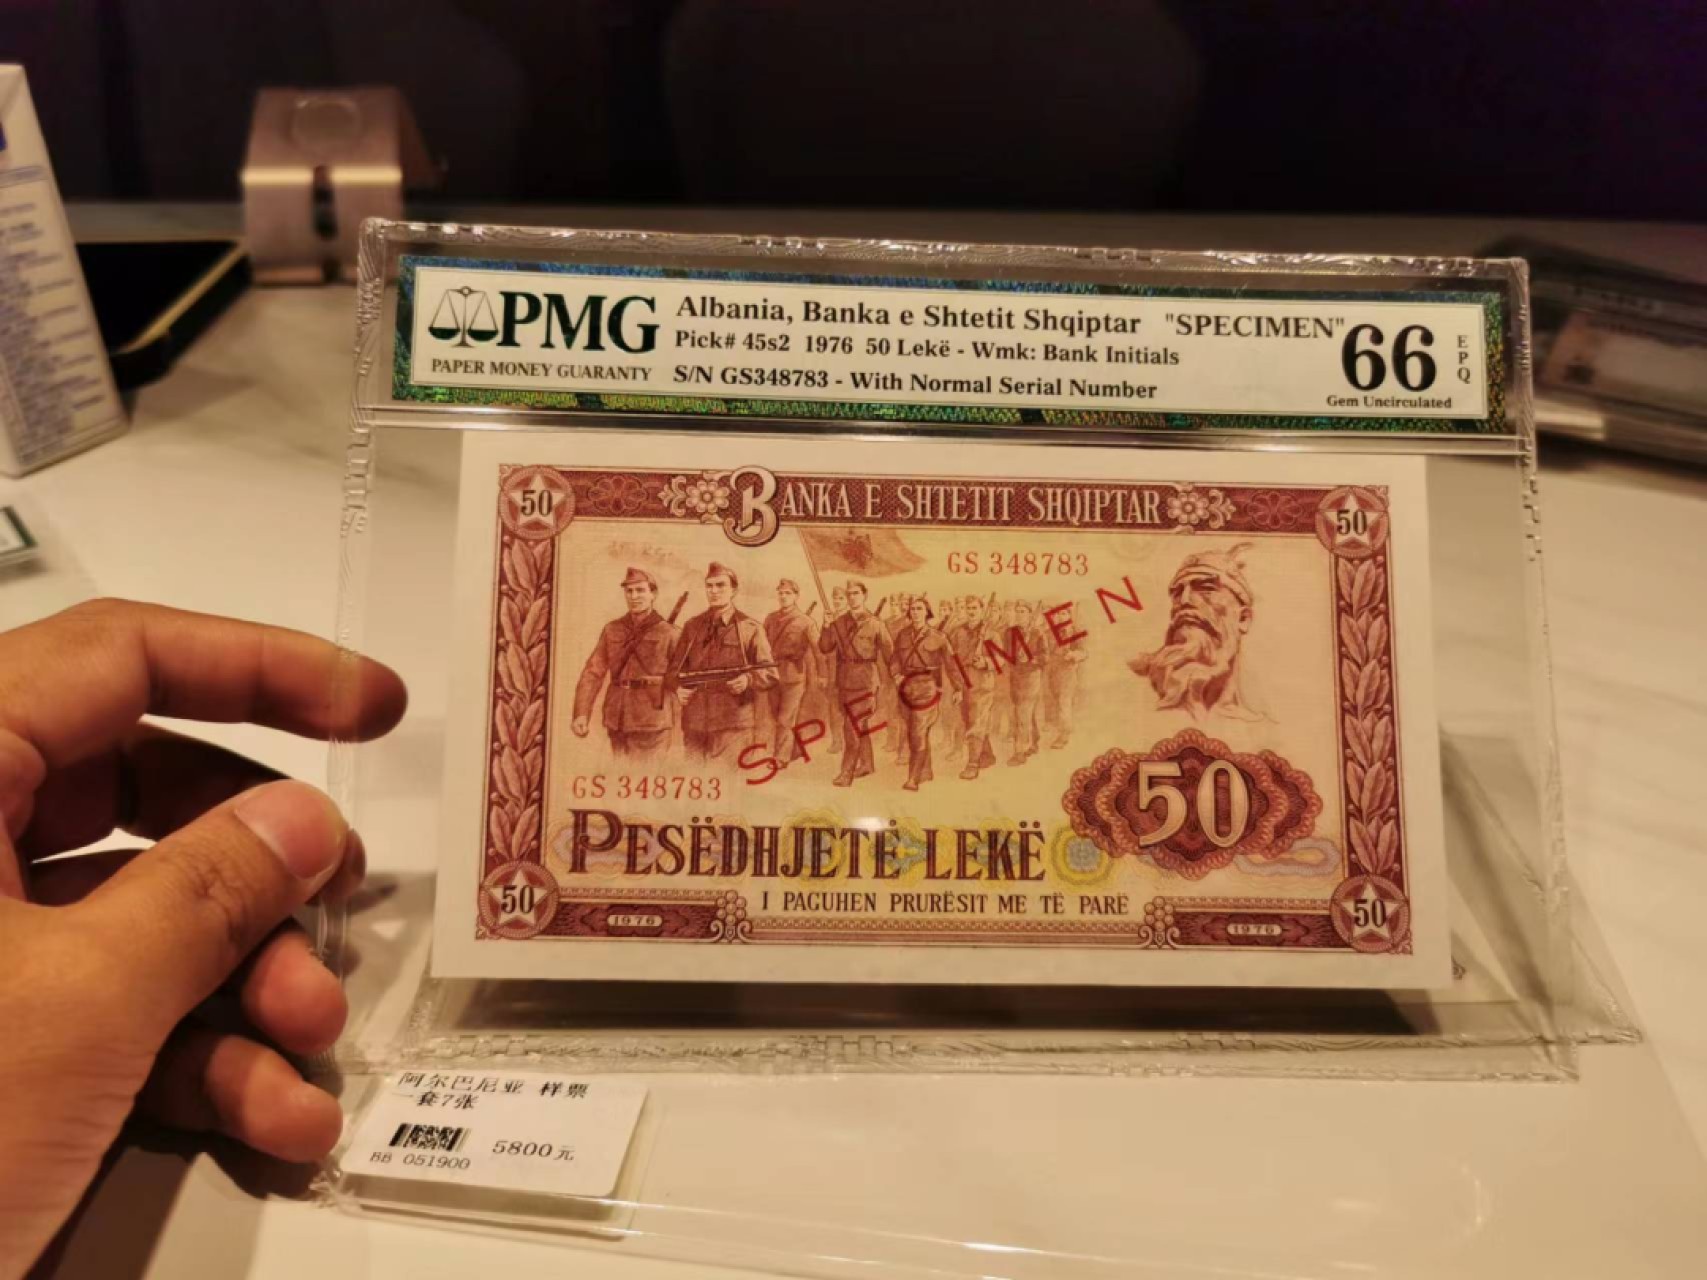 PMG
PAPER MONEY GUARANTY
Albania, Banka e Shtetit Shqiptar "SPECIMEN"
Pick# 45s2 1976 50 Lekë - Wmk: Bank Initials
S/N GS348783 - With Normal Serial Number
66
EPQ
Gem Uncirculated
50
BANKA E SHTETIT SHQIPTAR
50
GS 348783
SPECIMEN
GS 348783
50
PESËDHJETË LEKË
50
I PAGUHEN PRURËSIT ME TË PARË
50
1976
1976
阿尔巴尼亚 样票
一套7张
5800元
BB 051900